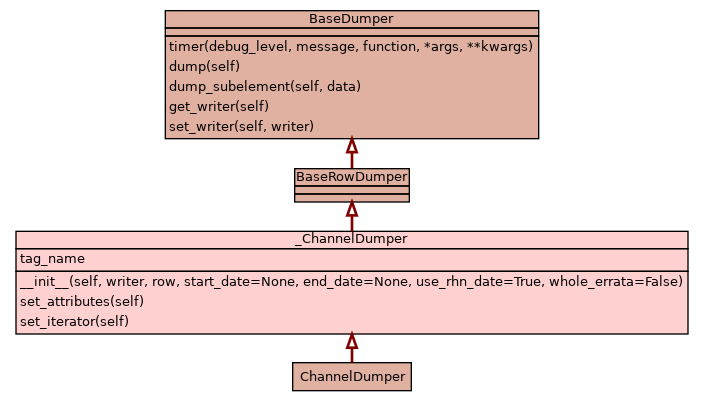 BaseDumper
timer(debug_level, message, function, *args, **kwargs)
dump(self)
dump_subelement(self, data)
get_writer(self)
set_writer(self, writer)
BaseRowDumper
_ChannelDumper
tag_name
__init__(self, writer, row, start_date=None, end_date=None, use_rhn_date=True, whole_errata=False)
set_attributes(self)
set_iterator(self)
ChannelDumper